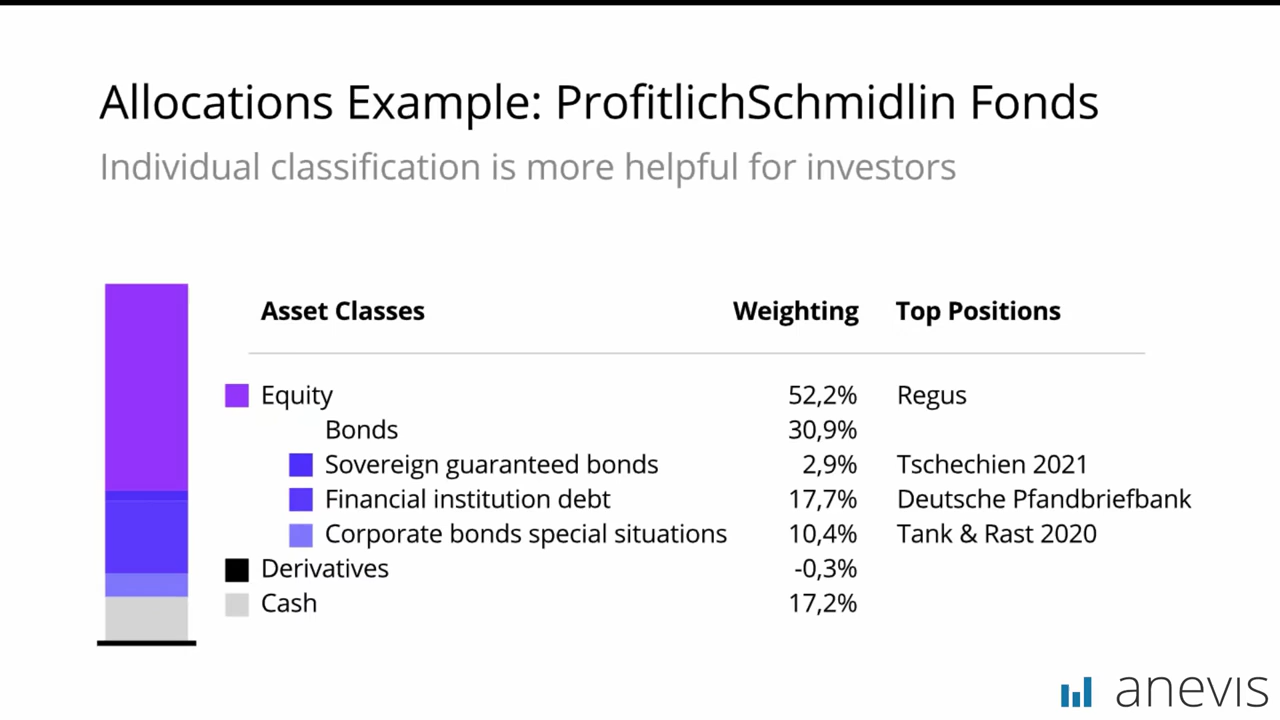 Allocations Example: ProfitlichSchmidlin Fonds
Individual classification is more helpful for investors
Asset Classes Weighting Top Positions
Equity 52,2% Regus
Bonds 30,9%
Sovereign guaranteed bonds 2,9% Tschechien 2021
Financial institution debt 17,7% Deutsche Pfandbriefbank
Corporate bonds special situations 10,4% Tank & Rast 2020
Derivatives -0,3%
Cash 17,2%
anevis